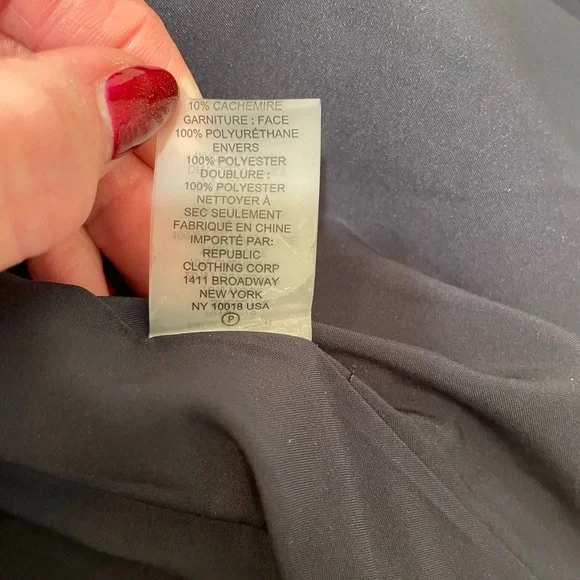 10% CACHEMIRE
GARNITURE : FACE
100% POLYURÉTHANE
ENVERS
100% POLYESTER
DOUBLURE :
100% POLYESTER
NETTOYER À
SEC SEULEMENT
FABRIQUÉ EN CHINE
IMPORTÉ PAR:
REPUBLIC
CLOTHING CORP
1411 BROADWAY
NEW YORK
NY 10018 USA
P